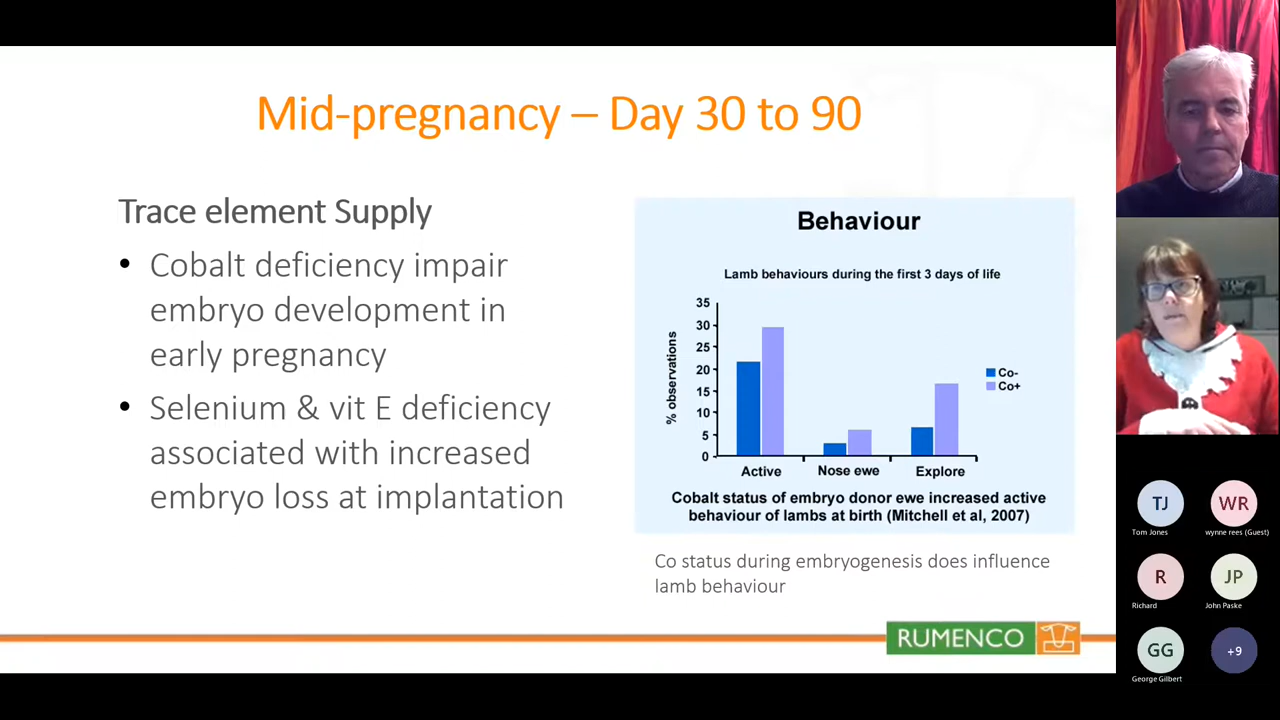 Mid-pregnancy – Day 30 to 90
Trace element Supply
• Cobalt deficiency impair
embryo development in
early pregnancy
• Selenium & vit E deficiency
associated with increased
embryo loss at implantation
Behaviour
Lamb behaviours during the first 3 days of life
% observations
35
30
25
20
15
10
5
0
Active
Nose ewe
Explore
Co-
Co+
Cobalt status of embryo donor ewe increased active
behaviour of lambs at birth (Mitchell et al, 2007)
Co status during embryogenesis does influence
lamb behaviour
RUMENCO
TJ
Tom Jones
WR
wynne rees (Guest)
R
Richard
JP
John Paske
GG
George Gilbert
+9